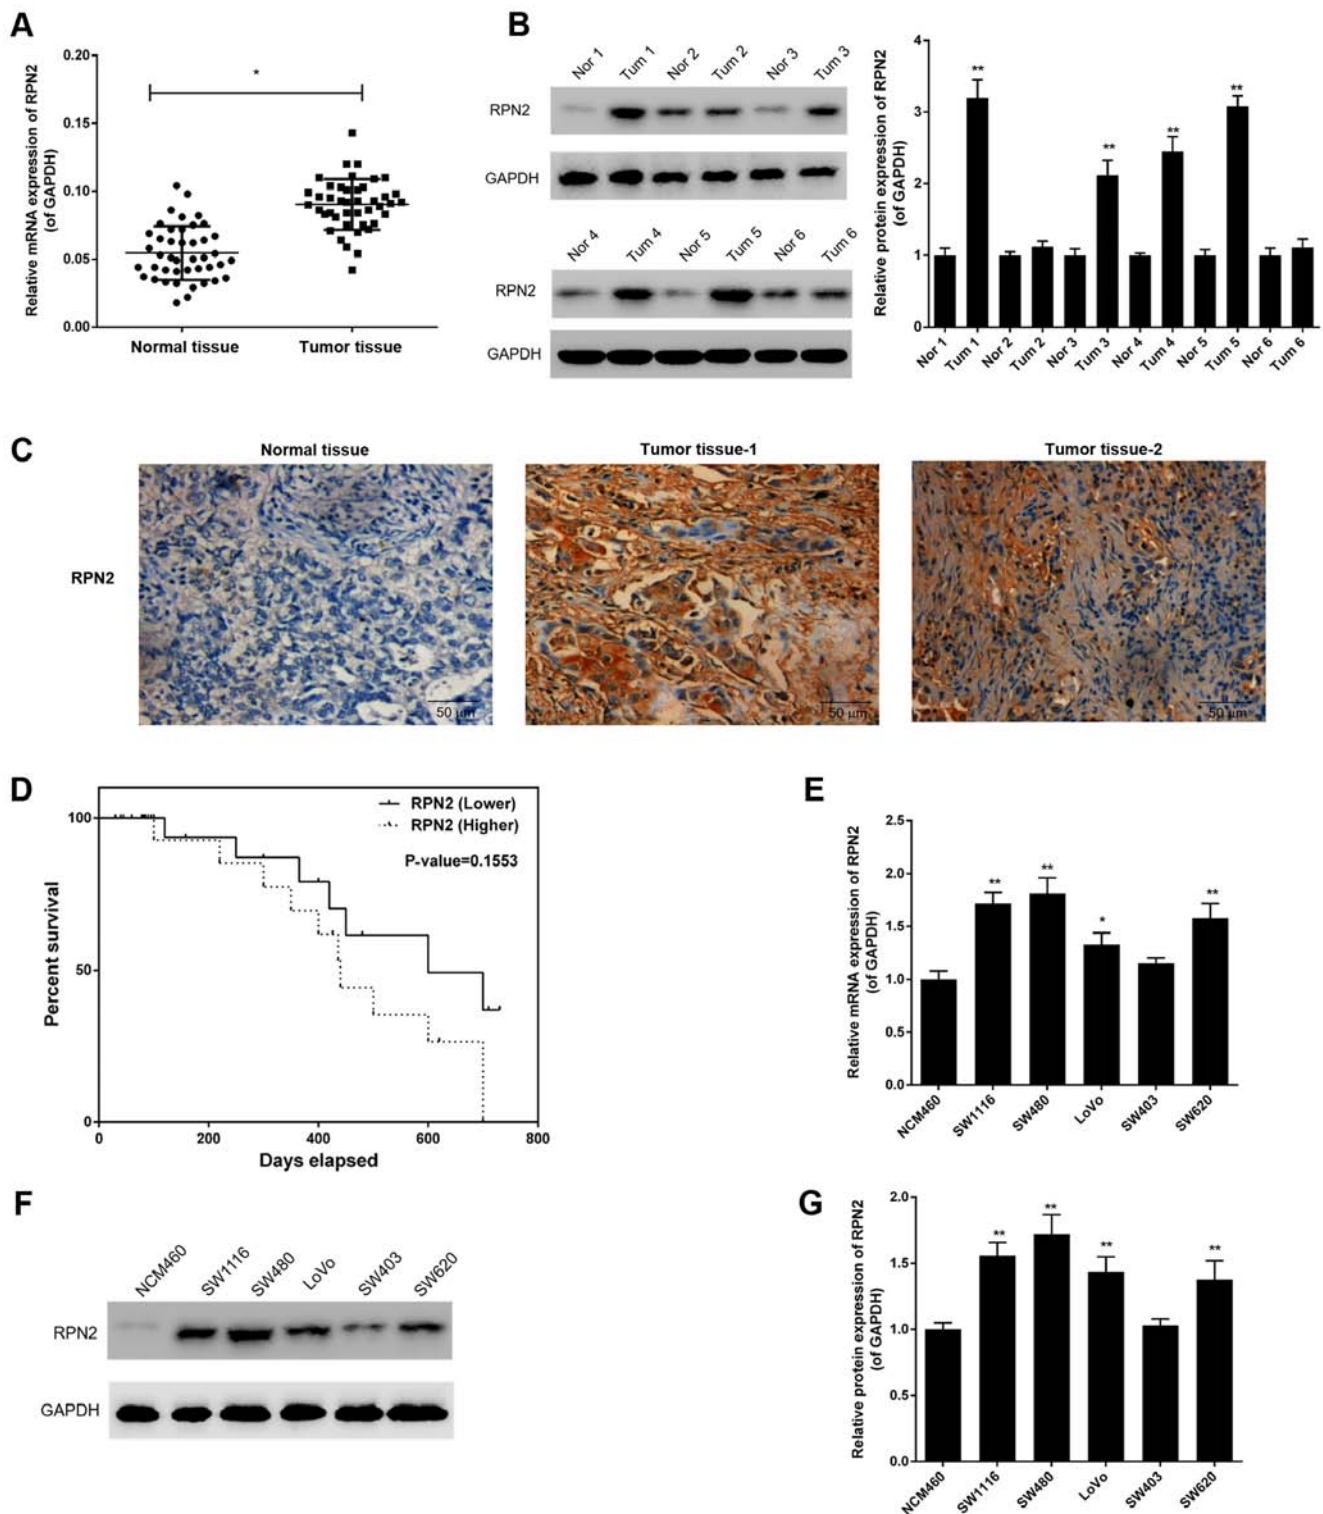 A
Relative mRNA expression of RPN2
(of GAPDH)
0.20
0.15
0.10
0.05
0.00
*
Normal tissue
Tumor tissue
B
Nor 1
Tum 1
Nor 2
Tum 2
Nor 3
Tum 3
RPN2
GAPDH
Nor 4
Tum 4
Nor 5
Tum 5
Nor 6
Tum 6
RPN2
GAPDH
Relative protein expression of RPN2
(of GAPDH)
4
3
2
1
0
**
**
**
**
Nor 1
Tum 1
Nor 2
Tum 2
Nor 3
Tum 3
Nor 4
Tum 4
Nor 5
Tum 5
Nor 6
Tum 6
C
Normal tissue
Tumor tissue-1
Tumor tissue-2
RPN2
50 μm
50 μm
50 μm
D
Percent survival
100
50
0
RPN2 (Lower)
RPN2 (Higher)
P-value=0.1553
0
200
400
600
800
Days elapsed
E
Relative mRNA expression of RPN2
(of GAPDH)
2.5
2.0
1.5
1.0
0.5
0.0
**
**
*
**
NCM460
SW1116
SW480
LoVo
SW403
SW620
F
NCM460
SW1116
SW480
LoVo
SW403
SW620
RPN2
GAPDH
G
Relative protein expression of RPN2
(of GAPDH)
2.0
1.5
1.0
0.5
0.0
**
**
**
**
NCM460
SW1116
SW480
LoVo
SW403
SW620